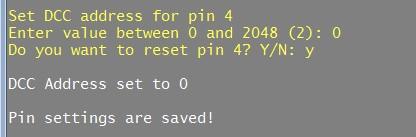 Set DCC address for pin 4
Enter value between 0 and 2048 (2): 0
Do you want to reset pin 4? Y/N: y
DCC Address set to 0
Pin settings are saved!